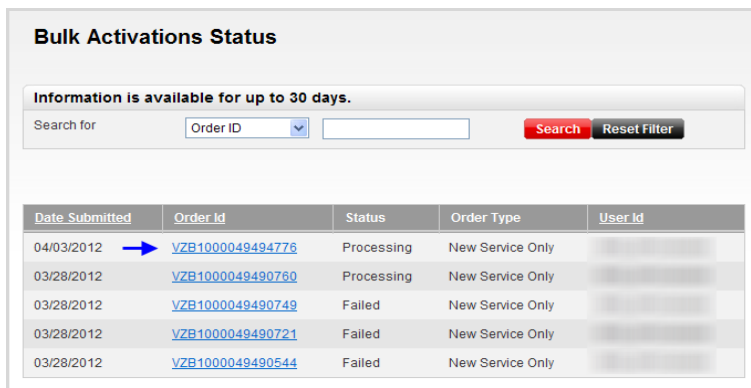 Bulk Activations Status
Information is available for up to 30 days.
Search for Order ID Search Reset Filter
Date Submitted Order Id Status Order Type User Id
04/03/2012 VZB1000049494776 Processing New Service Only
03/28/2012 VZB1000049490760 Processing New Service Only
03/28/2012 VZB1000049490749 Failed New Service Only
03/28/2012 VZB1000049490721 Failed New Service Only
03/28/2012 VZB1000049490544 Failed New Service Only